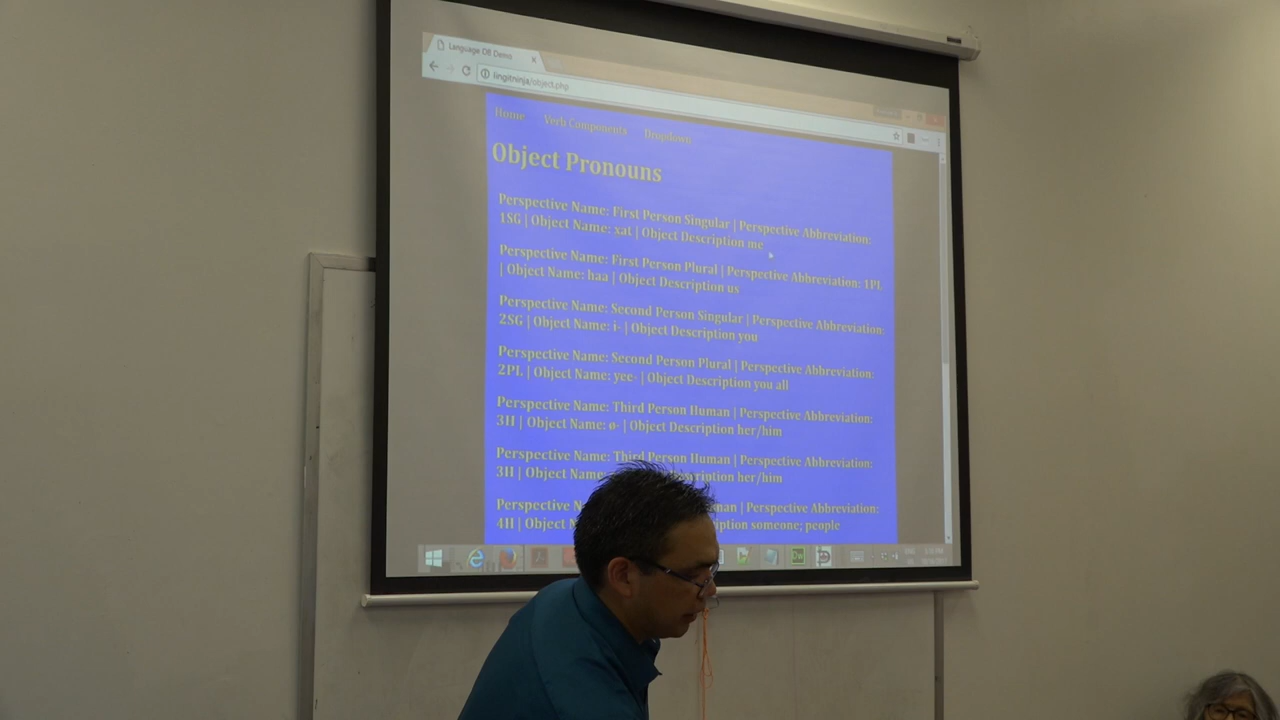 Language DB Demo
lingitninja/object.php
Home Verb Components Dropdown
Object Pronouns
Perspective Name: First Person Singular | Perspective Abbreviation:
1SG | Object Name: xat | Object Description me
Perspective Name: First Person Plural | Perspective Abbreviation: 1PL
| Object Name: haa | Object Description us
Perspective Name: Second Person Singular | Perspective Abbreviation:
2SG | Object Name: i- | Object Description you
Perspective Name: Second Person Plural | Perspective Abbreviation:
2PL | Object Name: yee- | Object Description you all
Perspective Name: Third Person Human | Perspective Abbreviation:
3H | Object Name: ø- | Object Description her/him
Perspective Name: Third Person Human | Perspective Abbreviation:
3H | Object Name: Description her/him
Perspective | Perspective Abbreviation:
4H | Object someone; people